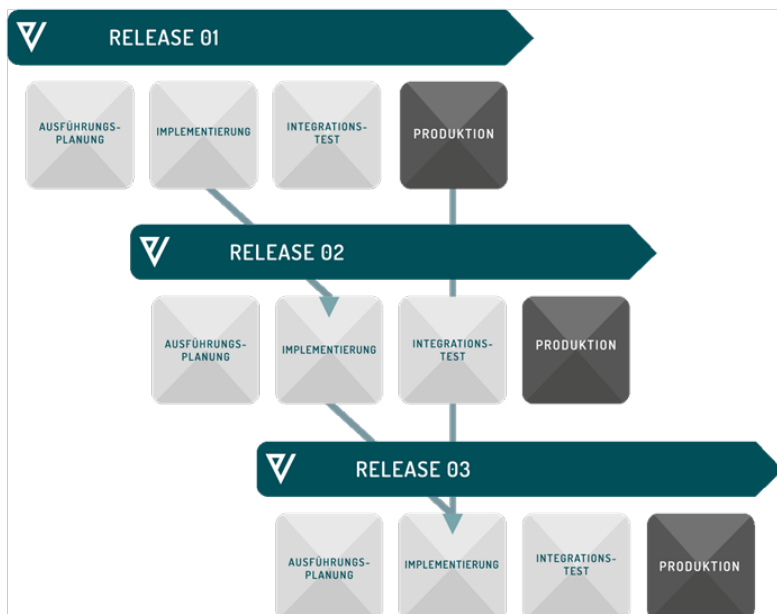 RELEASE 01
AUSFÜHRUNGS-
PLANUNG
IMPLEMENTIERUNG
INTEGRATIONS-
TEST
PRODUKTION
RELEASE 02
AUSFÜHRUNGS-
PLANUNG
IMPLEMENTIERUNG
INTEGRATIONS-
TEST
PRODUKTION
RELEASE 03
AUSFÜHRUNGS-
PLANUNG
IMPLEMENTIERUNG
INTEGRATIONS-
TEST
PRODUKTION